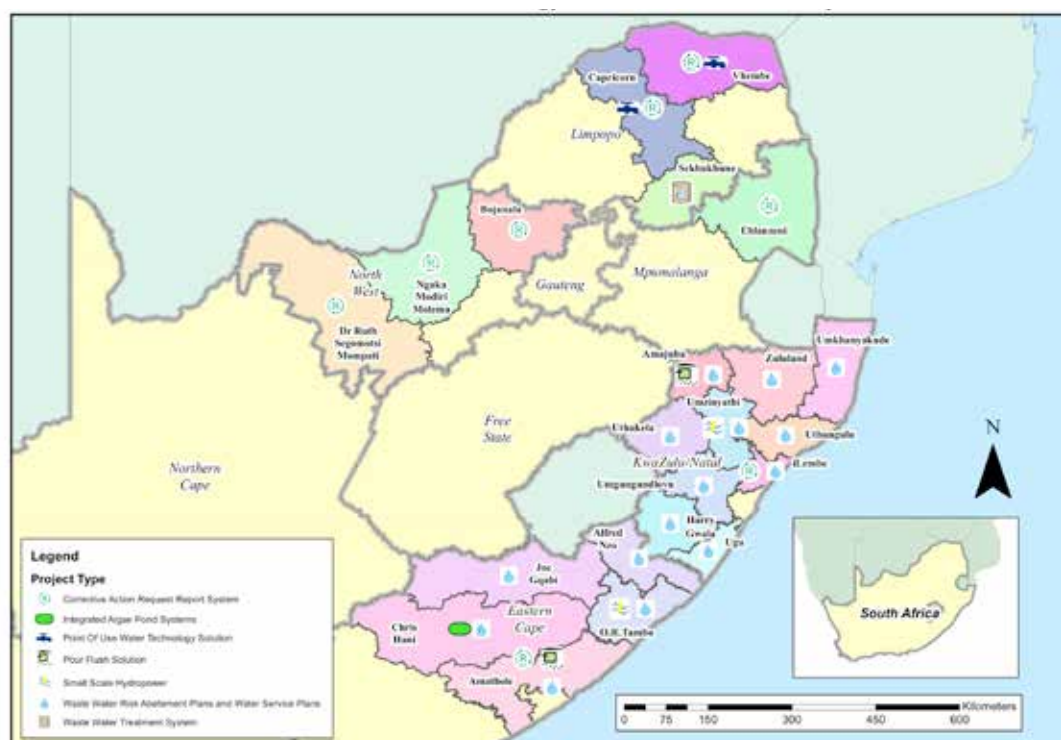 Capricorn
Vhembe
Limpopo
Sekhukhune
Bojanala
Ehlanzeni
North
West
Ngaka
Modiri
Molema
Gauteng
Mpumalanga
Dr Ruth
Segomotsi
Mompati
Umkhanyakude
Amajuba
Zululand
Umzinyathi
Free
State
Uthukela
Uthungulu
Northern
Cape
KwaZulu-Natal
iLembe
Umgungundlovu
N
Harry
Gwala
Ugu
Alfred
Nzo
Joe
Gqabi
Eastern
Cape
Chris
Hani
O.R.Tambo
Amathole
Legend
Project Type
Corrective Action Request Report System
Integrated Algae Pond Systems
Point Of Use Water Technology Solution
Pour Flush Solution
Small Scale Hydropower
Waste Water Risk Abatement Plans and Water Service Plans
Waste Water Treatment System
South Africa
Kilometers
0 75 150 300 450 600